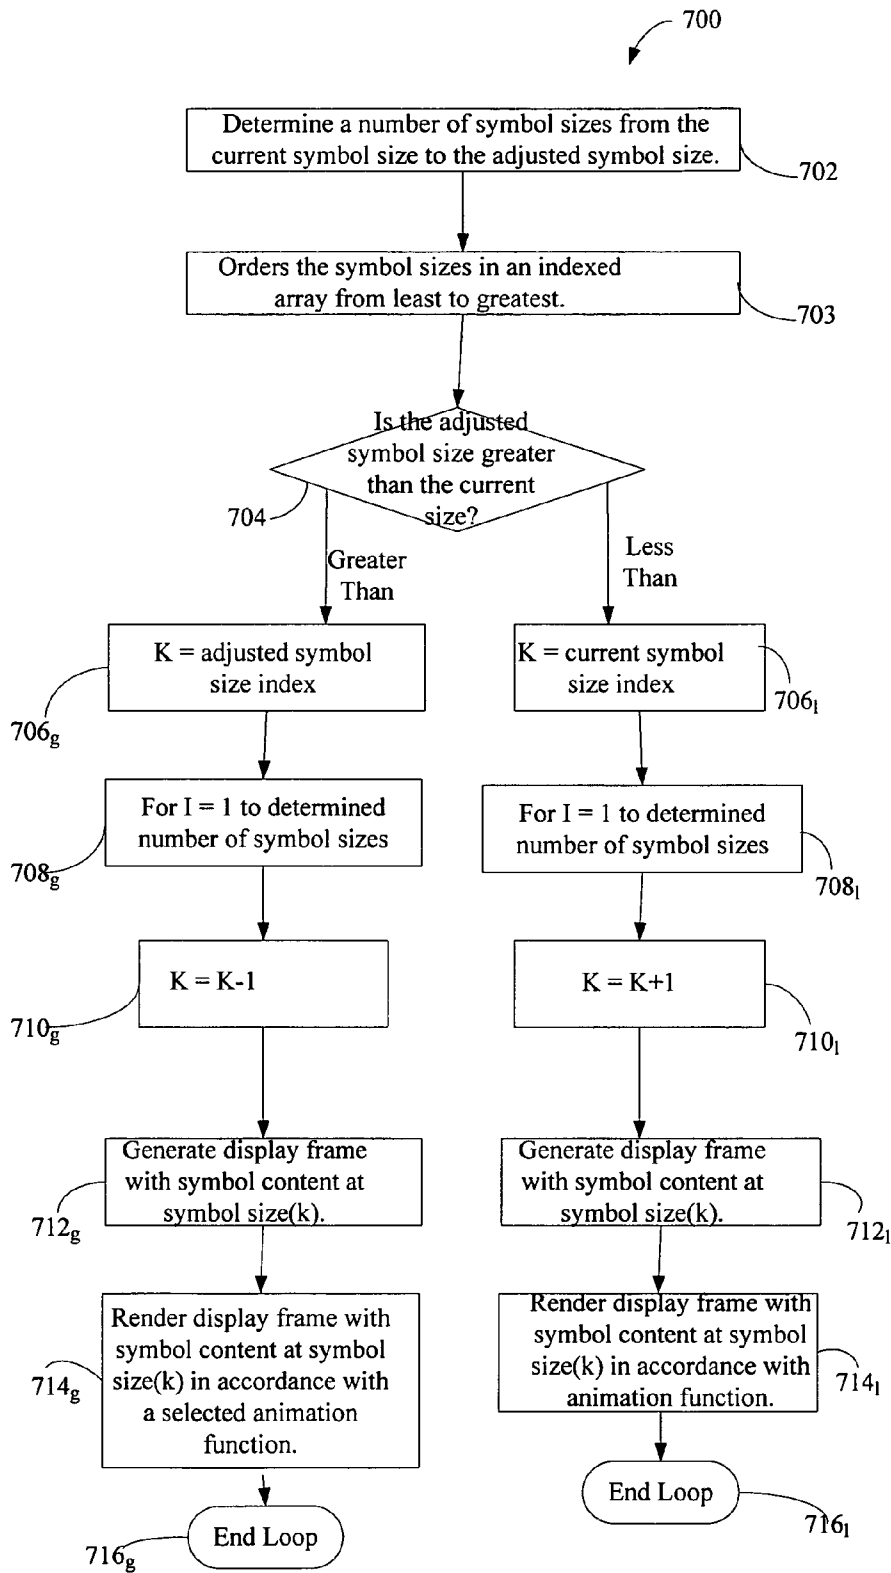 700
Determine a number of symbol sizes from the
current symbol size to the adjusted symbol size.
702
Orders the symbol sizes in an indexed
array from least to greatest.
703
Is the adjusted
symbol size greater
than the current
size?
704
Greater
Than
Less
Than
K = adjusted symbol
size index
706g
K = current symbol
size index
706l
For I = 1 to determined
number of symbol sizes
708g
For I = 1 to determined
number of symbol sizes
708l
K = K-1
710g
K = K+1
710l
Generate display frame
with symbol content at
symbol size(k).
712g
Generate display frame
with symbol content at
symbol size(k).
712l
Render display frame with
symbol content at symbol
size(k) in accordance with
a selected animation
function.
714g
Render display frame with
symbol content at symbol
size(k) in accordance with
animation function.
714l
End Loop
716g
End Loop
716l